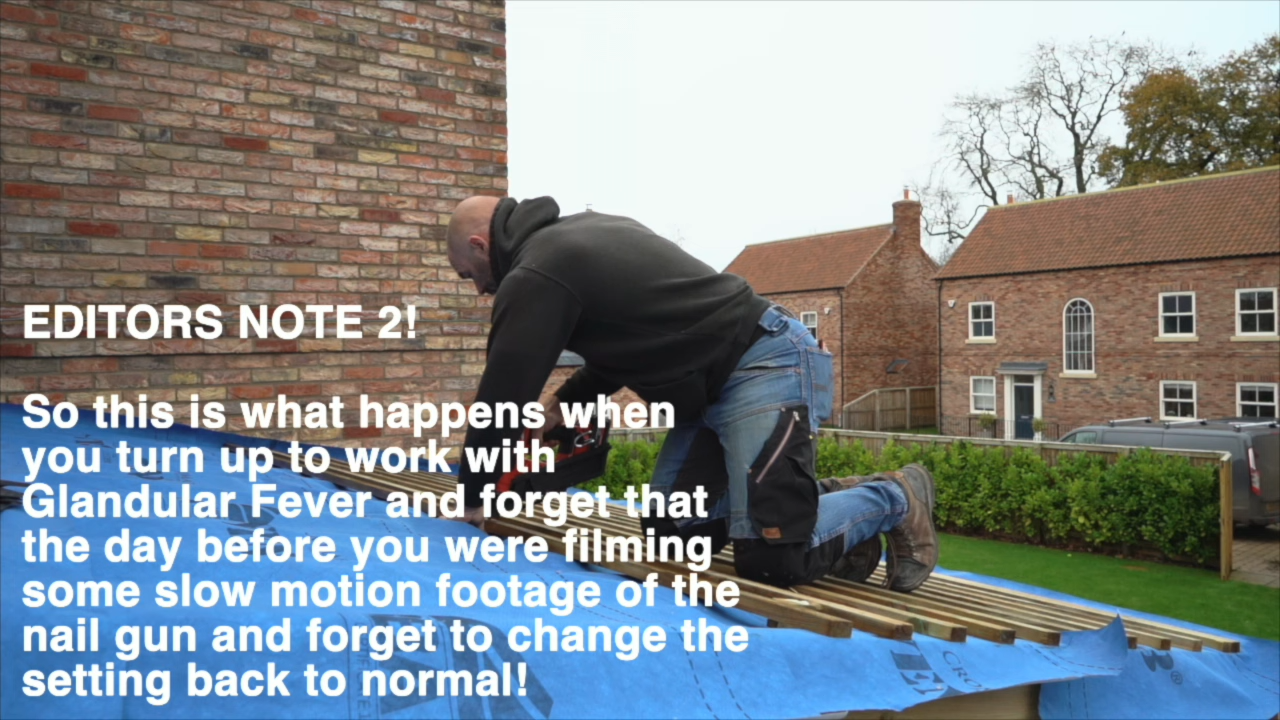 EDITORS NOTE 2!
So this is what happens when
you turn up to work with
Glandular Fever and forget that
the day before you were filming
some slow motion footage of the
nail gun and forget to change the
setting back to normal!